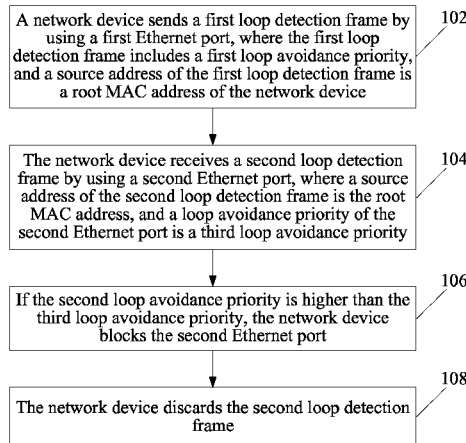 A network device sends a first loop detection frame by
102
using a first Ethernet port, where the first loop
detection frame includes a first loop avoidance priority,
and a source address of the first loop detection frame is
a root MAC address of the network device
The network device receives a second loop detection
104
frame by using a second Ethernet port, where a source
address of the second loop detection frame is the root
MAC address, and a loop avoidance priority of the
second Ethernet port is a third loop avoidance priority
106
If the second loop avoidance priority is higher than the
third loop avoidance priority, the network device
blocks the second Ethernet port
108
The network device discards the second loop detection
frame